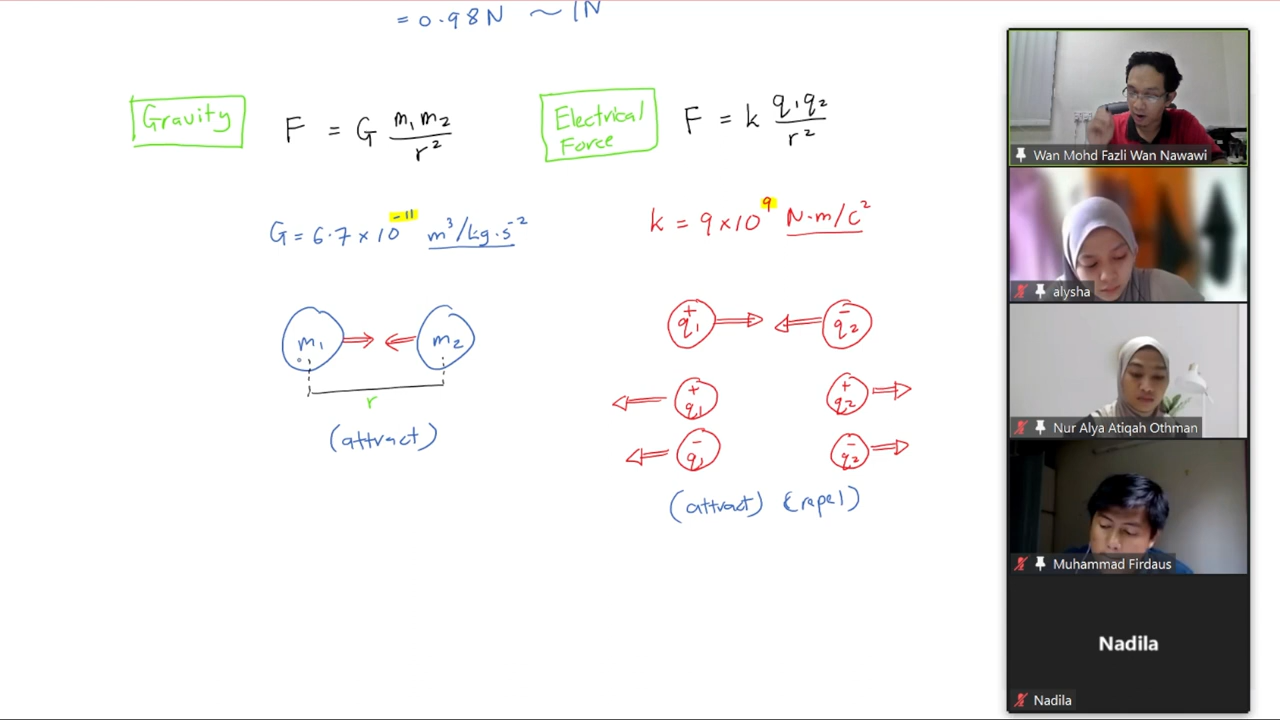 = 0.98N ~ 1N
Gravity
F = G m₁m₂ / r²
Electrical
Force
F = k q₁q₂ / r²
G = 6.7 x 10⁻¹¹ m³/kg·s⁻²
k = 9 x 10⁹ N·m/c²
m₁
m₂
r
(attract)
+ q₁
- q₂
+ q₁
+ q₂
- q₁
- q₂
(attract) (repel)
Wan Mohd Fazli Wan Nawawi
alysha
Nur Alya Atiqah Othman
Muhammad Firdaus
Nadila
Nadila